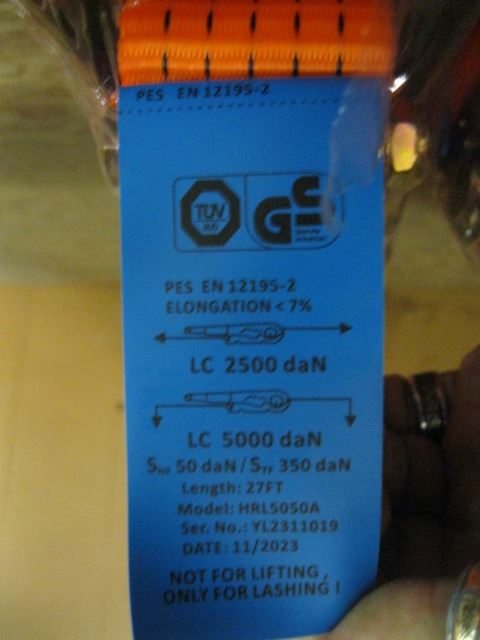 PES EN 12195-2
TÜV
GS
PES EN 12195-2
ELONGATION < 7%
LC 2500 daN
LC 5000 daN
SHF 50 daN / STF 350 daN
Length: 27FT
Model: HRL5050A
Ser. No.: YL2311019
DATE: 11/2023
NOT FOR LIFTING,
ONLY FOR LASHING !